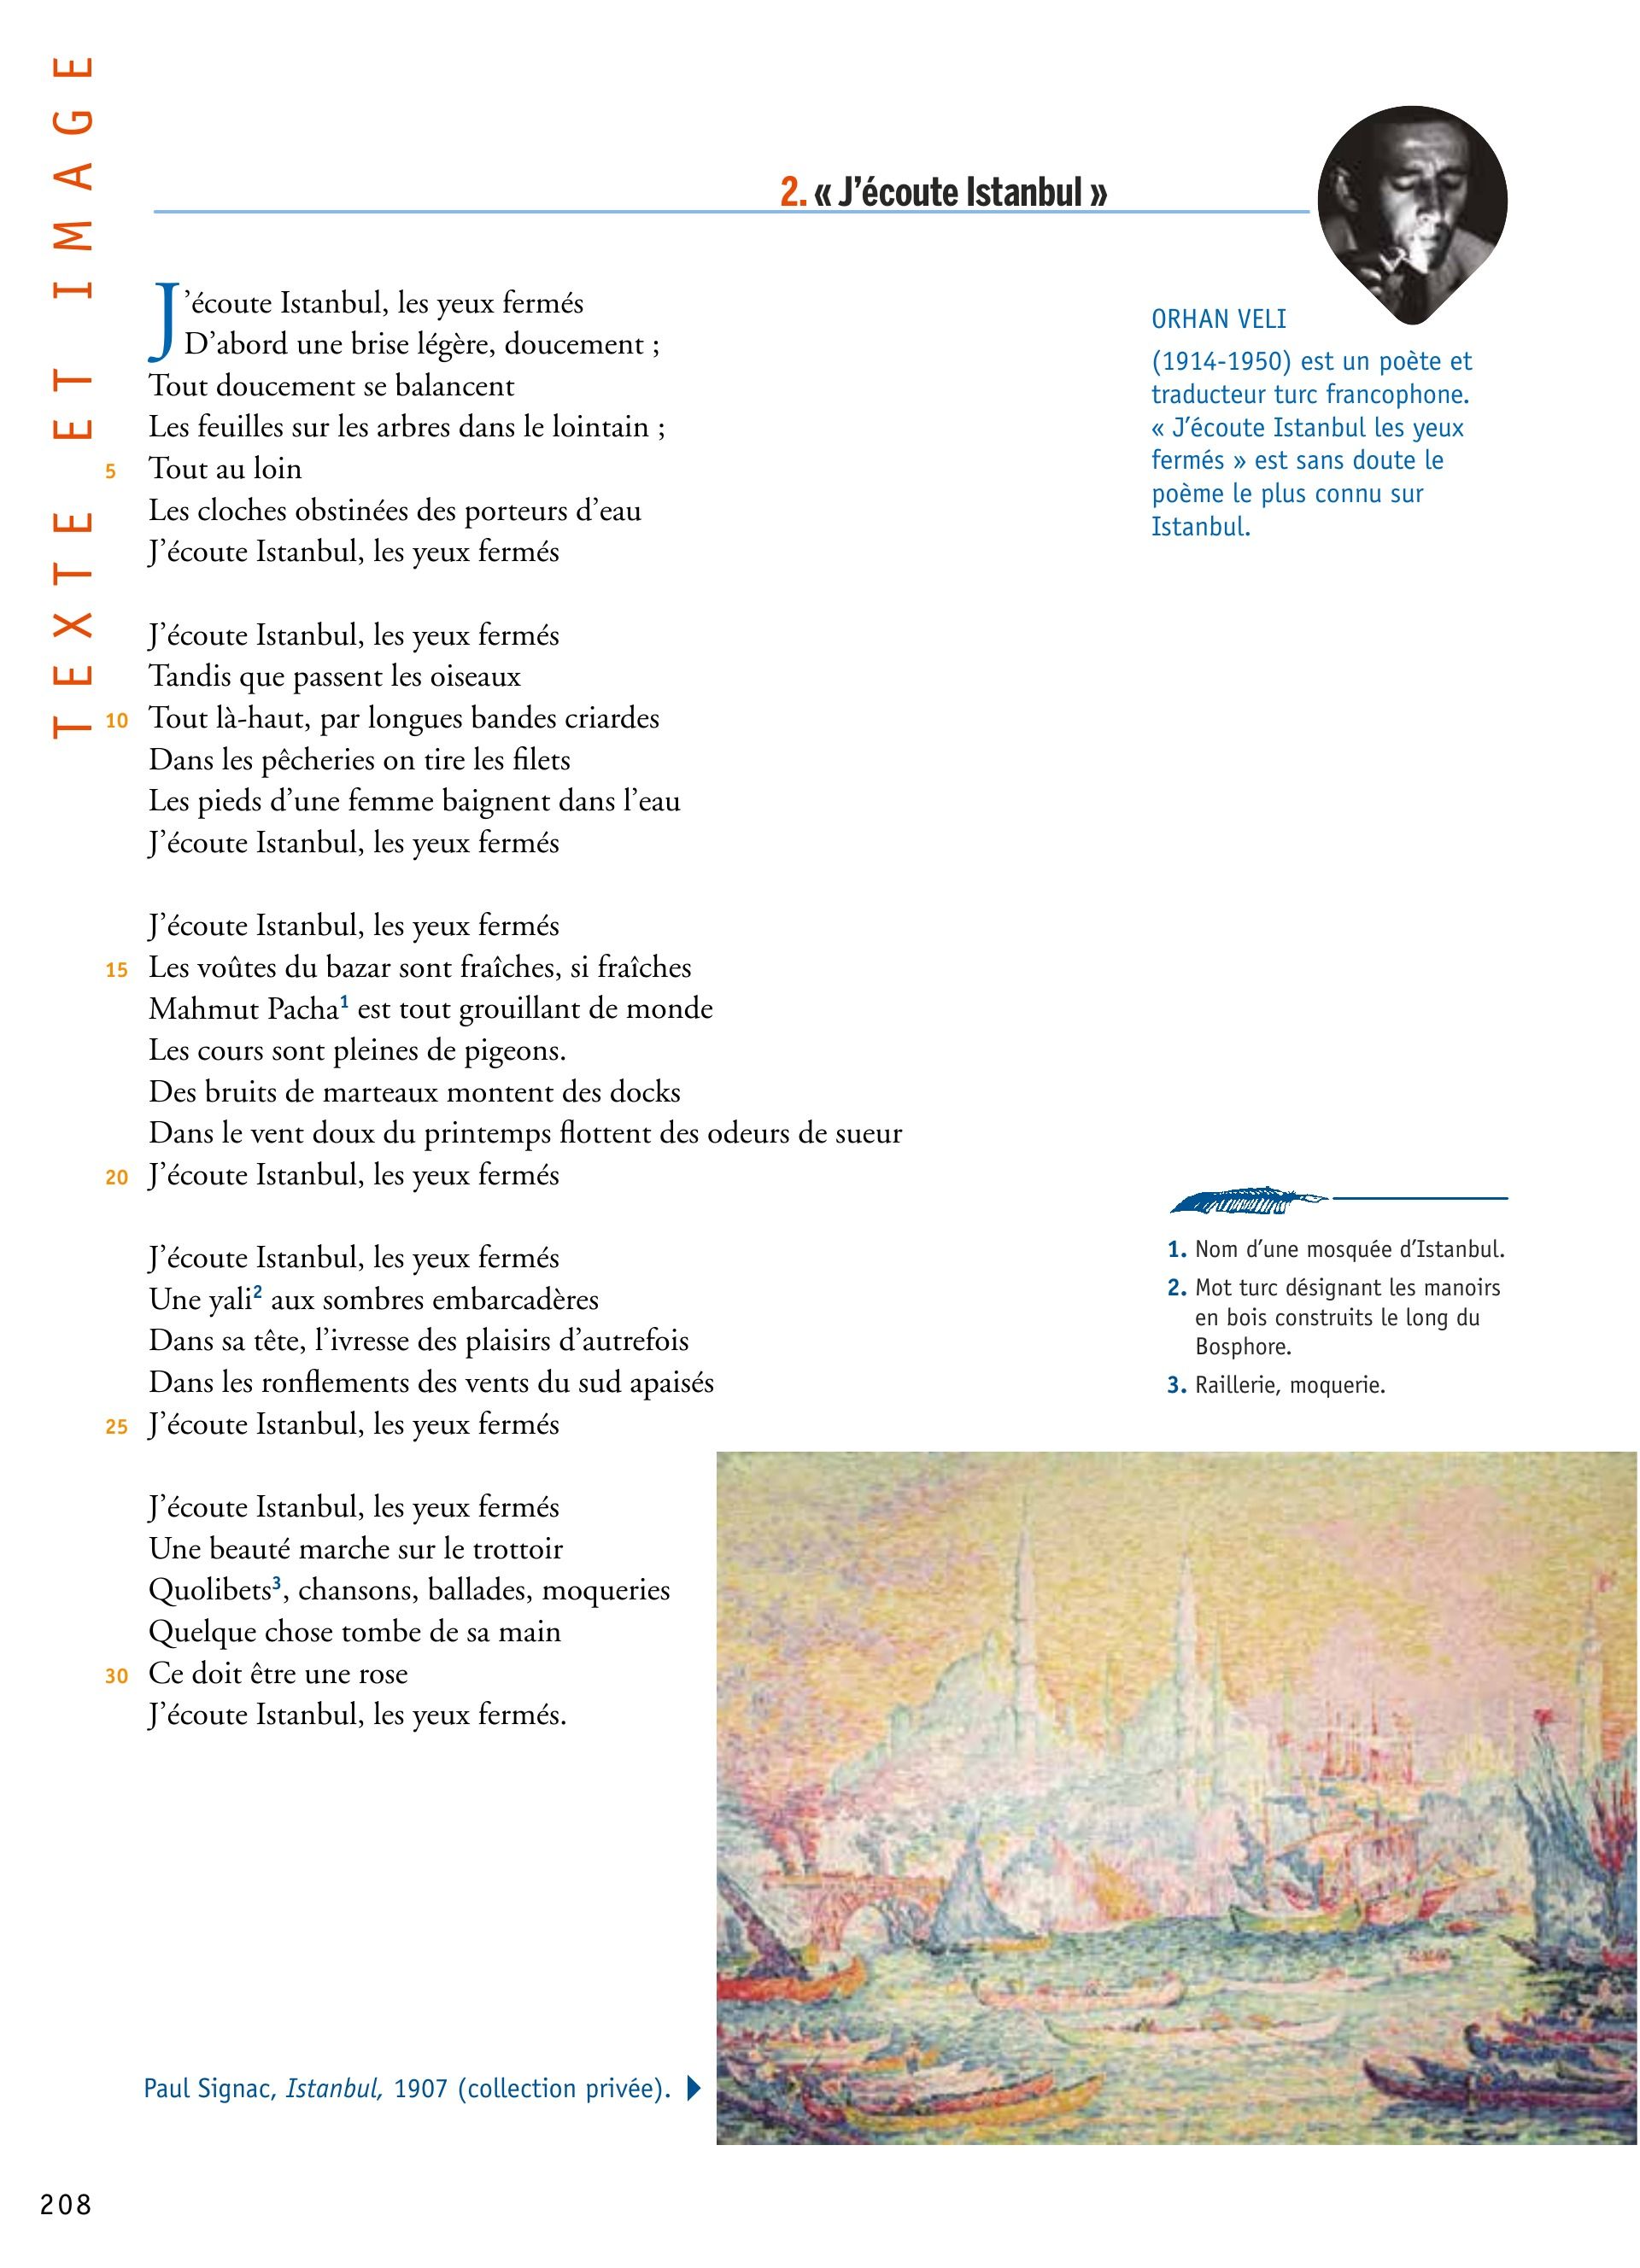 TEXTE ET IMAGE
2. « J’écoute Istanbul »
J’écoute Istanbul, les yeux fermés
D’abord une brise légère, doucement ;
Tout doucement se balancent
Les feuilles sur les arbres dans le lointain ;
5 Tout au loin
Les cloches obstinées des porteurs d’eau
J’écoute Istanbul, les yeux fermés
J’écoute Istanbul, les yeux fermés
Tandis que passent les oiseaux
10 Tout là-haut, par longues bandes criardes
Dans les pêcheries on tire les filets
Les pieds d’une femme baignent dans l’eau
J’écoute Istanbul, les yeux fermés
J’écoute Istanbul, les yeux fermés
15 Les voûtes du bazar sont fraîches, si fraîches
Mahmut Pacha1 est tout grouillant de monde
Les cours sont pleines de pigeons.
Des bruits de marteaux montent des docks
Dans le vent doux du printemps flottent des odeurs de sueur
20 J’écoute Istanbul, les yeux fermés
J’écoute Istanbul, les yeux fermés
Une yali2 aux sombres embarcadères
Dans sa tête, l’ivresse des plaisirs d’autrefois
Dans les ronflements des vents du sud apaisés
25 J’écoute Istanbul, les yeux fermés
J’écoute Istanbul, les yeux fermés
Une beauté marche sur le trottoir
Quolibets3, chansons, ballades, moqueries
Quelque chose tombe de sa main
30 Ce doit être une rose
J’écoute Istanbul, les yeux fermés.
ORHAN VELI
(1914-1950) est un poète et
traducteur turc francophone.
« J’écoute Istanbul les yeux
fermés » est sans doute le
poème le plus connu sur
Istanbul.
1. Nom d’une mosquée d’Istanbul.
2. Mot turc désignant les manoirs
en bois construits le long du
Bosphore.
3. Raillerie, moquerie.
Paul Signac, Istanbul, 1907 (collection privée).
208